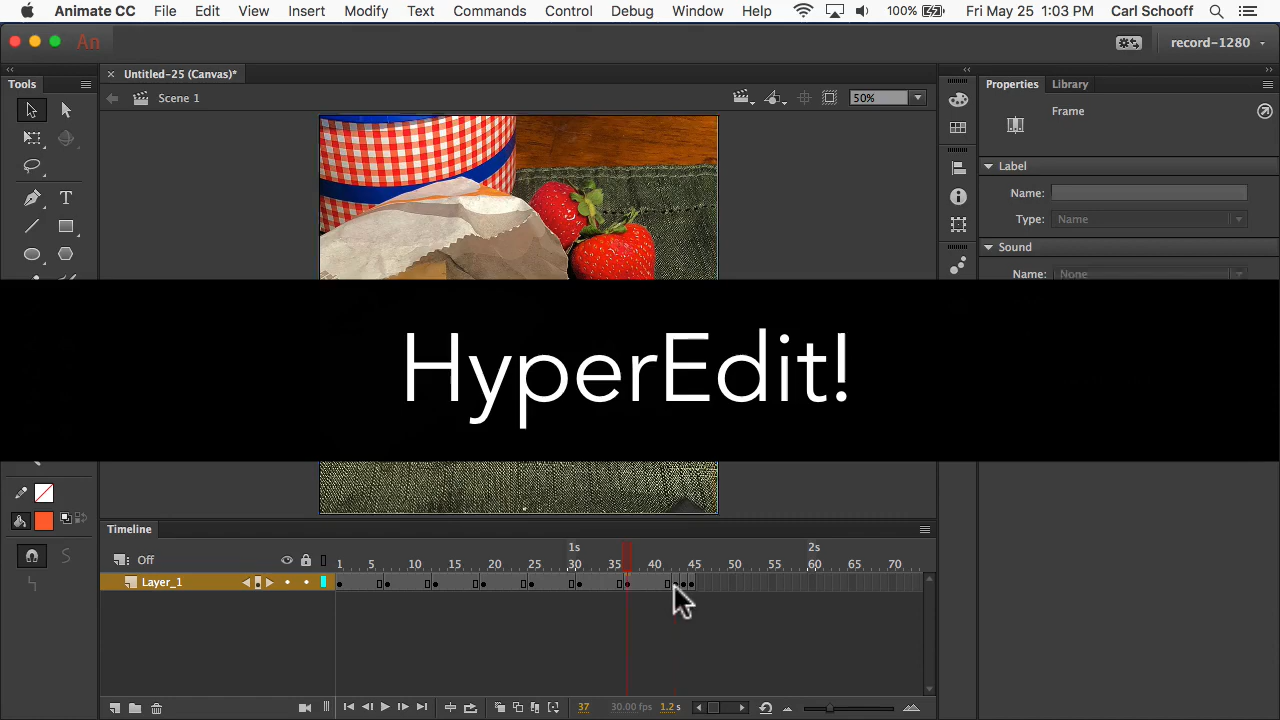 Animate CC File Edit View Insert Modify Text Commands Control Debug Window Help 100% Fri May 25 1:03 PM Carl Schooff
An record-1280
Tools
Untitled-25 (Canvas)*
Properties Library
Scene 1
50%
Frame
Label
Name:
Type: Name
Sound
Name: None
HyperEdit!
Timeline
1s 2s
Off
1 5 10 15 20 25 30 35 40 45 50 55 60 65 70
Layer_1
37 30.00 fps 1.2 s